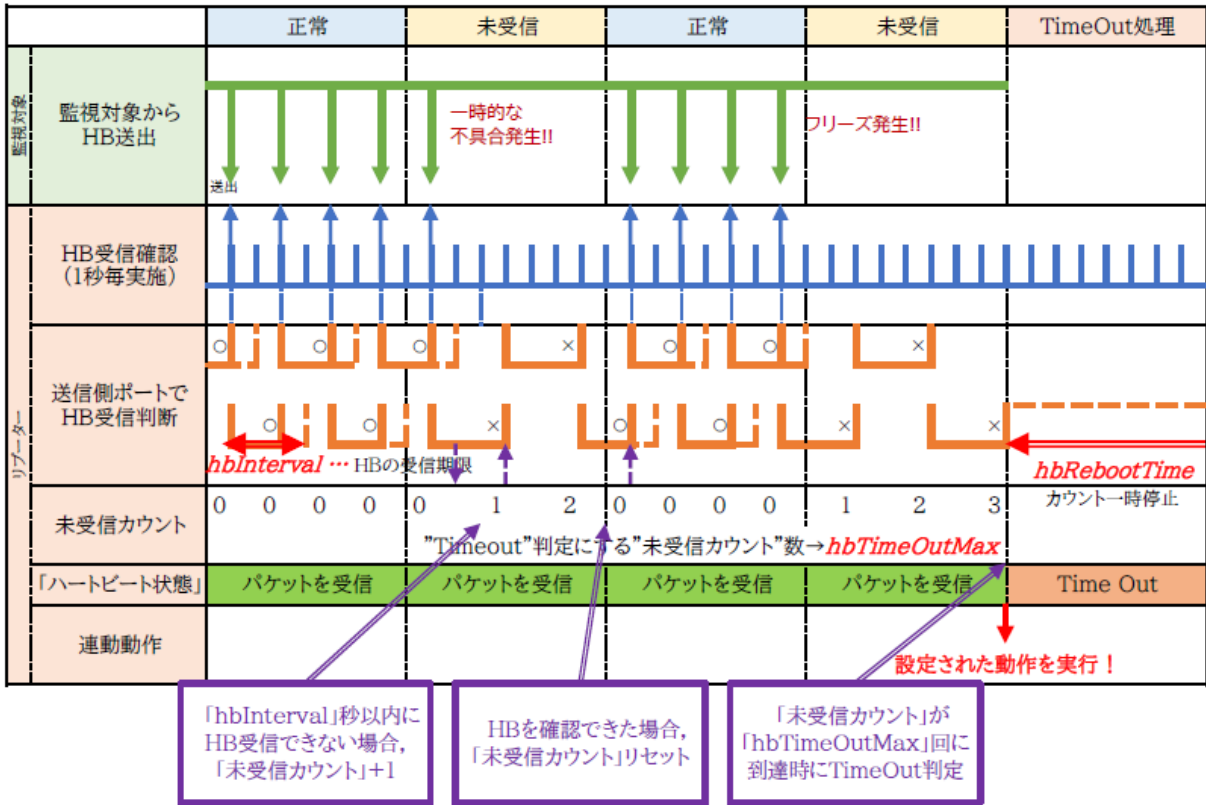 正常 未受信 正常 未受信 TimeOut処理
監視対象
監視対象から
HB送出
一時的な
不具合発生!!
フリーズ発生!!
送出
リブーター
HB受信確認
(1秒毎実施)
送信側ポートで
HB受信判断
○ ○ ○ × ○ ○ ×
○ ○ × ○ ○ × ×
hbInterval … HBの受信期限
hbRebootTime
カウント一時停止
未受信カウント
0 0 0 0 0 1 2 0 0 0 0 1 2 3
”Timeout”判定にする”未受信カウント”数→hbTimeOutMax
「ハートビート状態」 パケットを受信 パケットを受信 パケットを受信 パケットを受信 Time Out
連動動作
設定された動作を実行！
「hbInterval」秒以内に
HB受信できない場合,
「未受信カウント」+1
HBを確認できた場合,
「未受信カウント」リセット
「未受信カウント」が
「hbTimeOutMax」回に
到達時にTimeOut判定